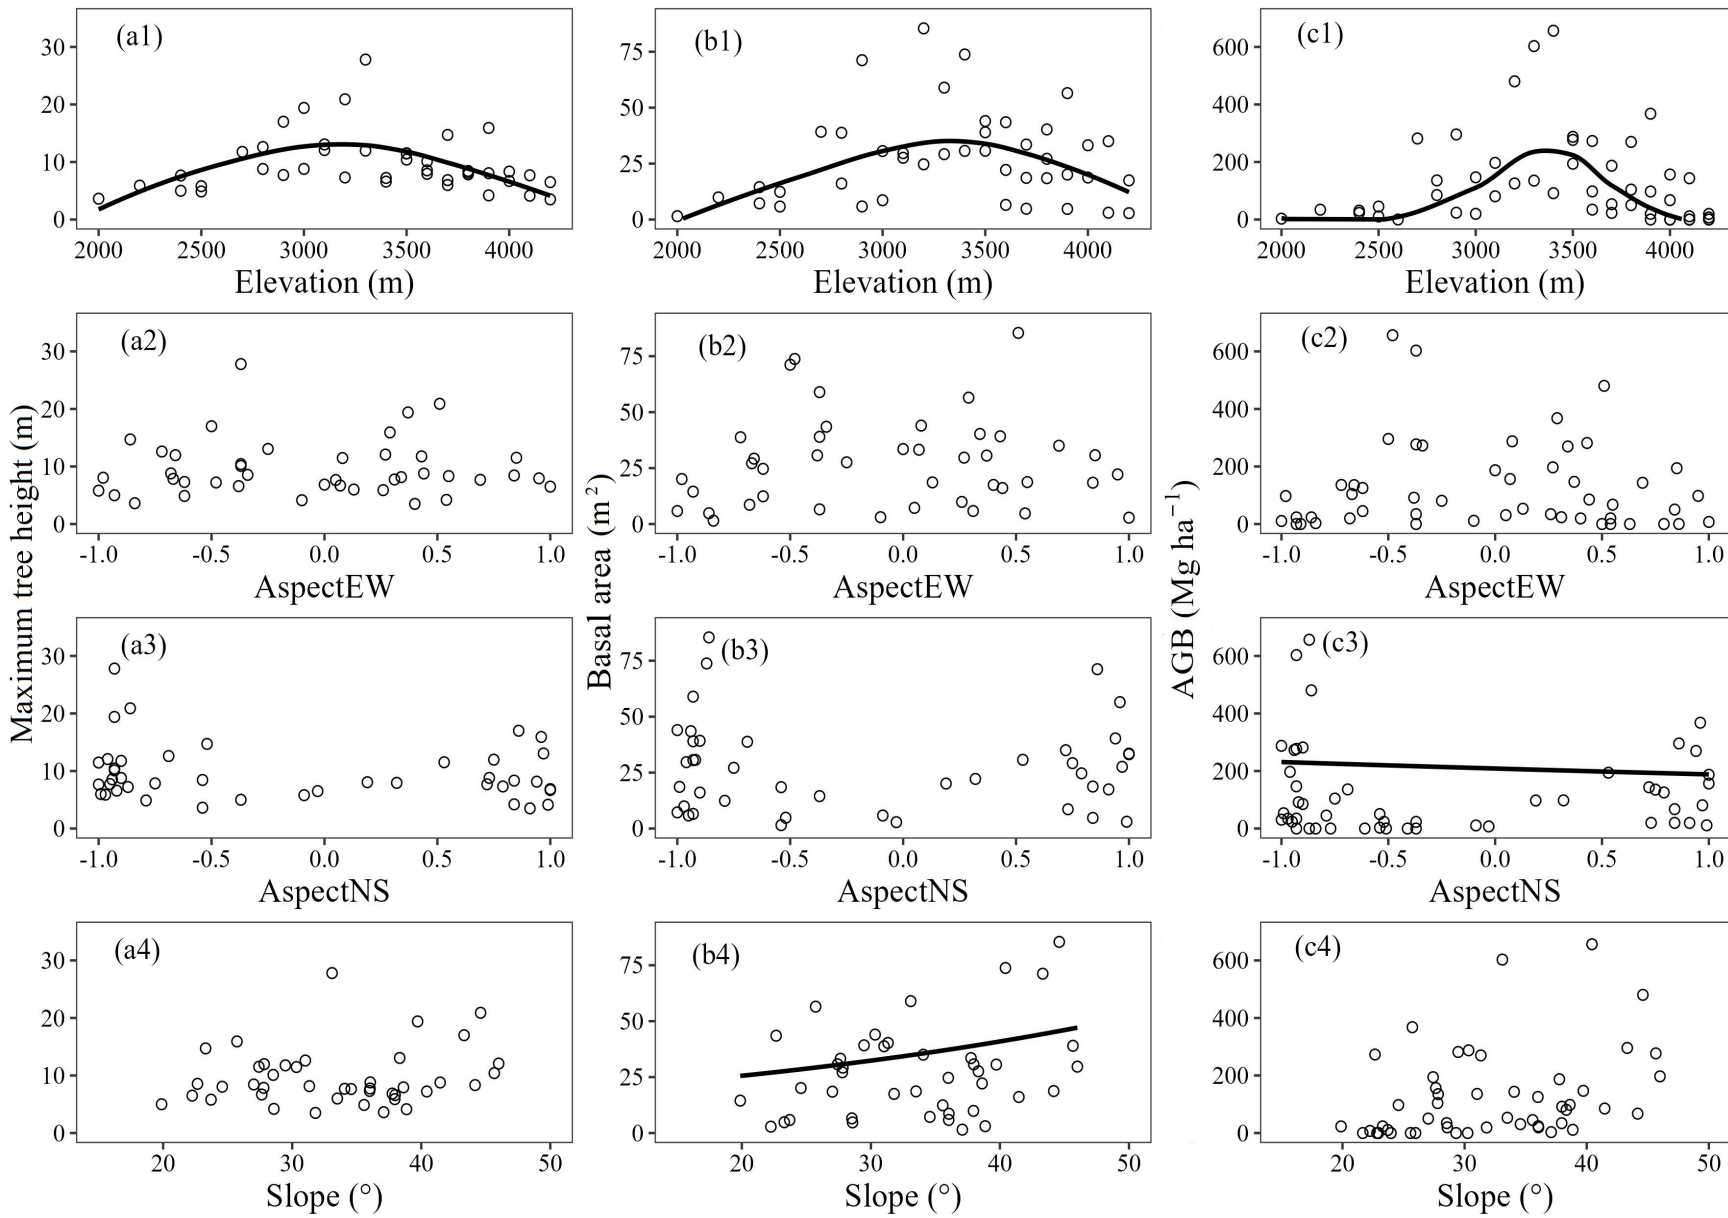 (a1)
30
20
10
0
2000 2500 3000 3500 4000
Elevation (m)
(b1)
75
50
25
0
2000 2500 3000 3500 4000
Elevation (m)
(c1)
600
400
200
0
2000 2500 3000 3500 4000
Elevation (m)
Maximum tree height (m)
Basal area (m²)
AGB (Mg ha⁻¹)
(a2)
30
20
10
0
-1.0 -0.5 0.0 0.5 1.0
AspectEW
(b2)
75
50
25
0
-1.0 -0.5 0.0 0.5 1.0
AspectEW
(c2)
600
400
200
0
-1.0 -0.5 0.0 0.5 1.0
AspectEW
(a3)
30
20
10
0
-1.0 -0.5 0.0 0.5 1.0
AspectNS
(b3)
75
50
25
0
-1.0 -0.5 0.0 0.5 1.0
AspectNS
(c3)
600
400
200
0
-1.0 -0.5 0.0 0.5 1.0
AspectNS
(a4)
30
20
10
0
20 30 40 50
Slope (°)
(b4)
75
50
25
0
20 30 40 50
Slope (°)
(c4)
600
400
200
0
20 30 40 50
Slope (°)